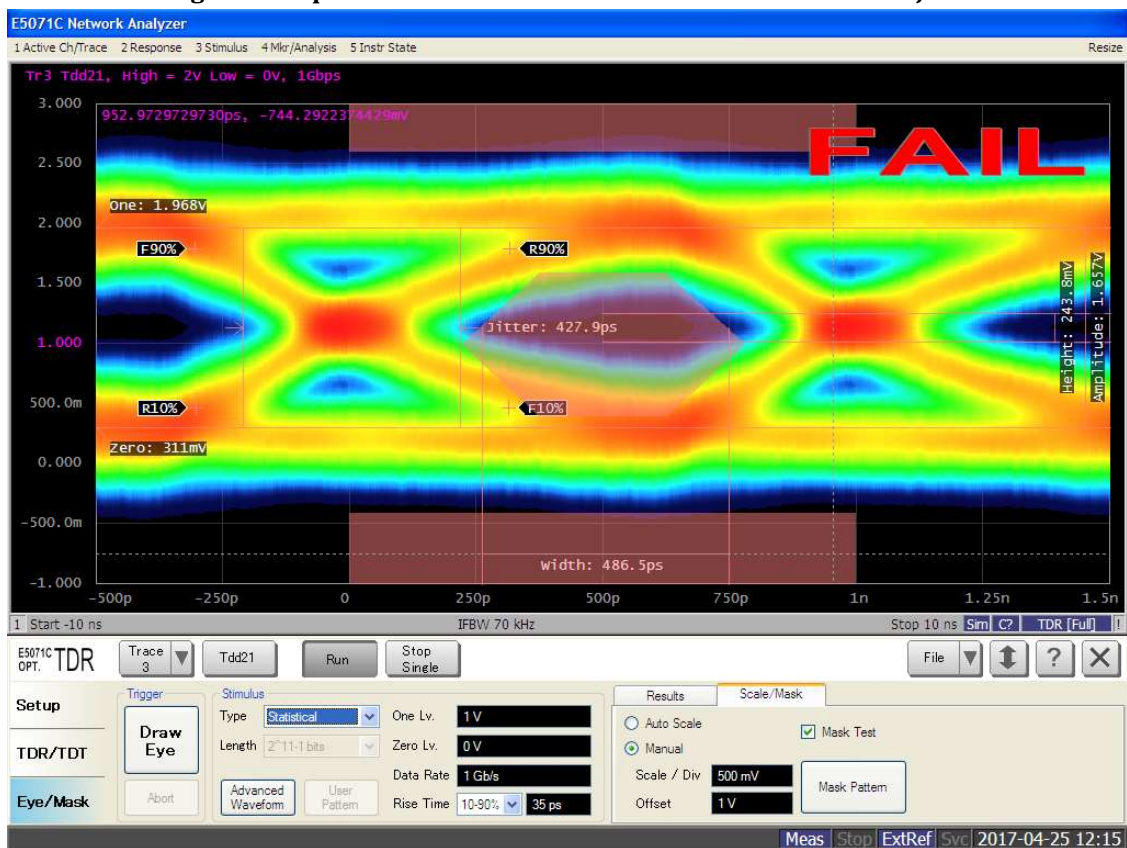 E5071C Network Analyzer
1 Active Ch/Trace 2 Response 3 Stimulus 4 Mkr/Analysis 5 Instr State Resize
Tr3 Tdd21, High = 2V Low = 0V, 1Gbps
3.000
952.9729729730ps, -744.2922374429mV
FAIL
2.500
One: 1.968V
2.000
F90% R90%
1.500
Jitter: 427.9ps
Height: 243.8mV
Amplitude: 1.657V
1.000
500.0m
R10% F10%
Zero: 311mV
0.000
-500.0m
Width: 486.5ps
-1.000
-500p -250p 0 250p 500p 750p 1n 1.25n 1.5n
1 Start -10 ns IFBW 70 kHz Stop 10 ns Sim C? TDR [Full] !
E5071C OPT. TDR Trace 3 Tdd21 Run Stop Single File ?
Setup
TDR/TDT
Eye/Mask
Trigger
Draw Eye
Abort
Stimulus
Type Statistical One Lv. 1 V
Length 2^11-1 bits Zero Lv. 0 V
Data Rate 1 Gb/s
Advanced Waveform User Pattern Rise Time 10-90% 35 ps
Results Scale/Mask
Auto Scale Mask Test
Manual
Scale / Div 500 mV Mask Pattern
Offset 1 V
Meas Stop ExtRef Svc 2017-04-25 12:15